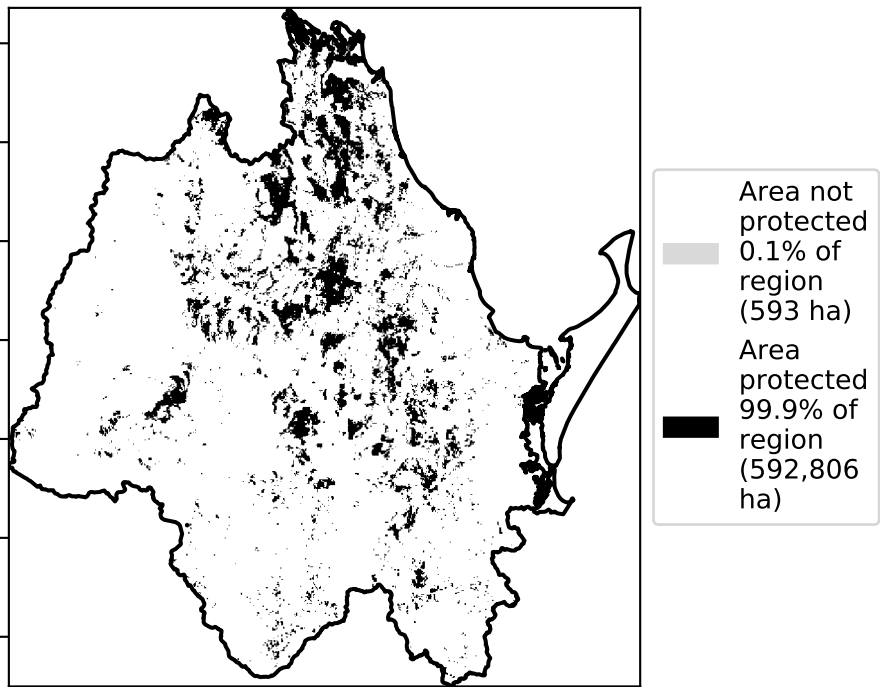 Area not
protected
0.1% of
region
(593 ha)
Area
protected
99.9% of
region
(592,806
ha)